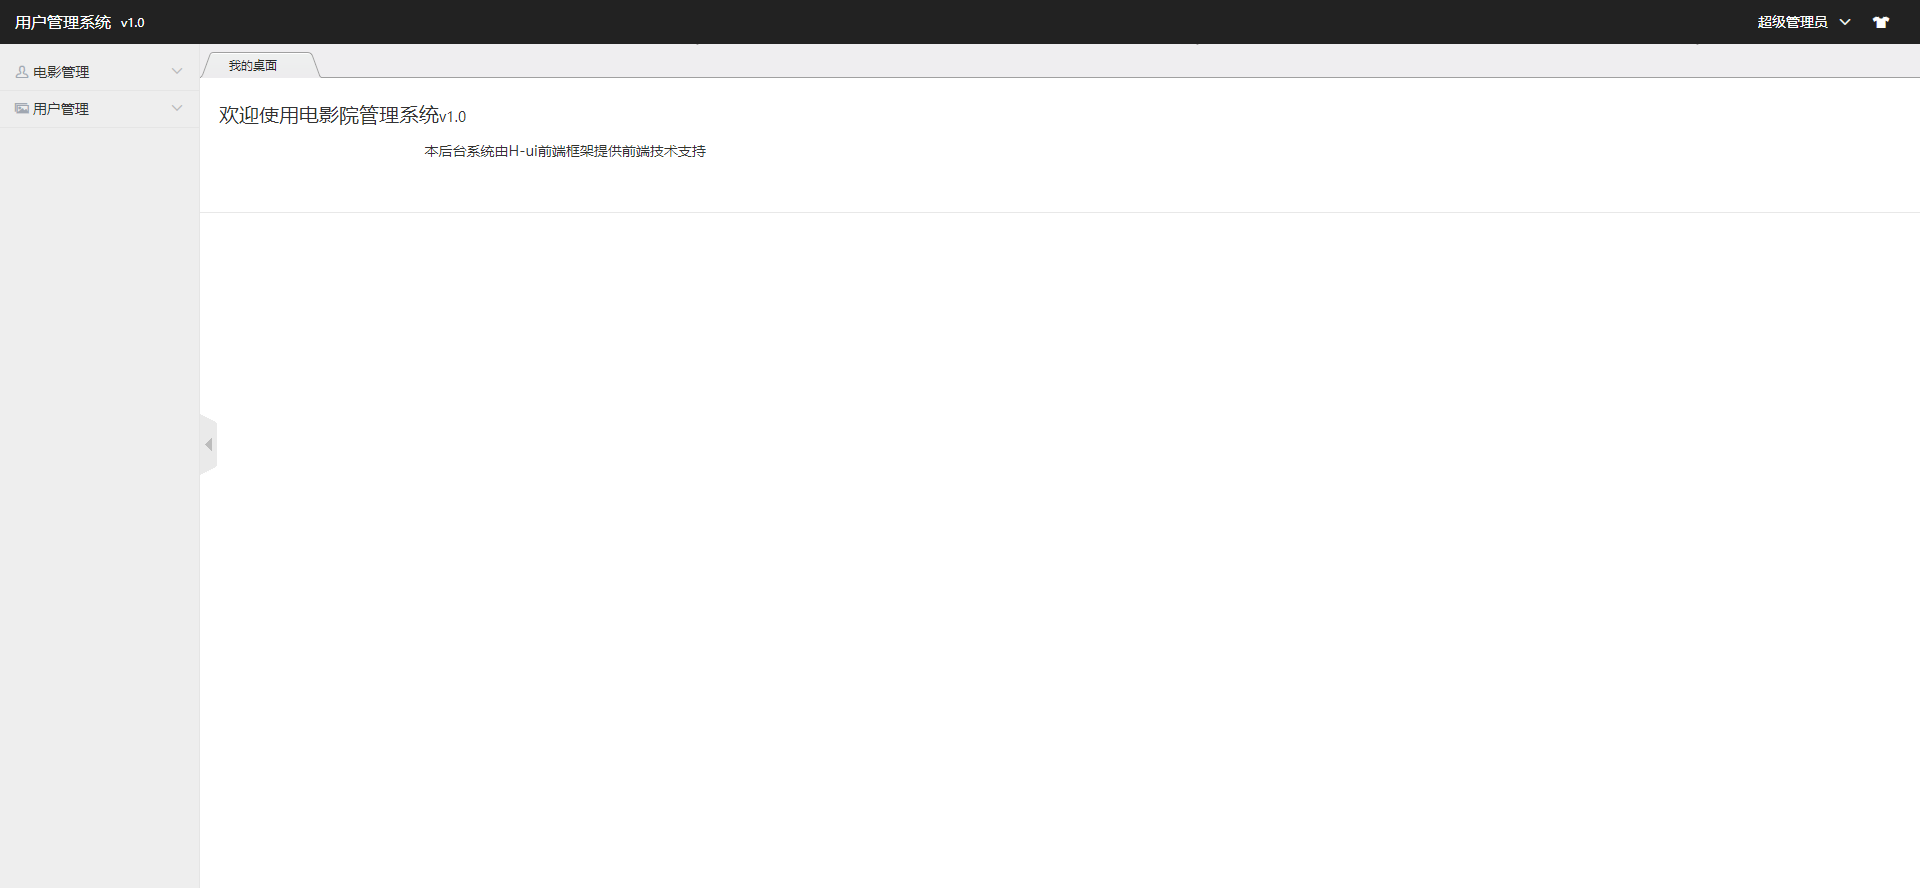 用户管理系统 v1.0
超级管理员
电影管理
用户管理
我的桌面
欢迎使用电影院管理系统v1.0
本后台系统由H-ui前端框架提供前端技术支持